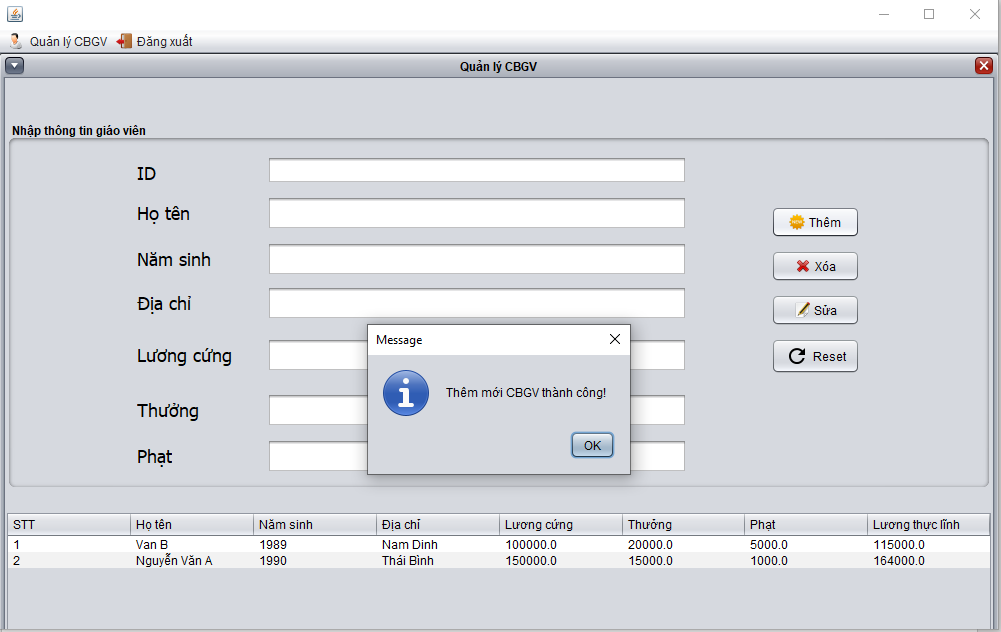 Quản lý CBGV Đăng xuất
Quản lý CBGV
Nhập thông tin giáo viên
ID
Họ tên
Thêm
Năm sinh
Xóa
Địa chỉ
Sửa
Message
Lương cứng
Reset
Thêm mới CBGV thành công!
Thưởng
OK
Phạt
STT Họ tên Năm sinh Địa chỉ Lương cứng Thưởng Phạt Lương thực lĩnh
1 Van B 1989 Nam Dinh 100000.0 20000.0 5000.0 115000.0
2 Nguyễn Văn A 1990 Thái Bình 150000.0 15000.0 1000.0 164000.0